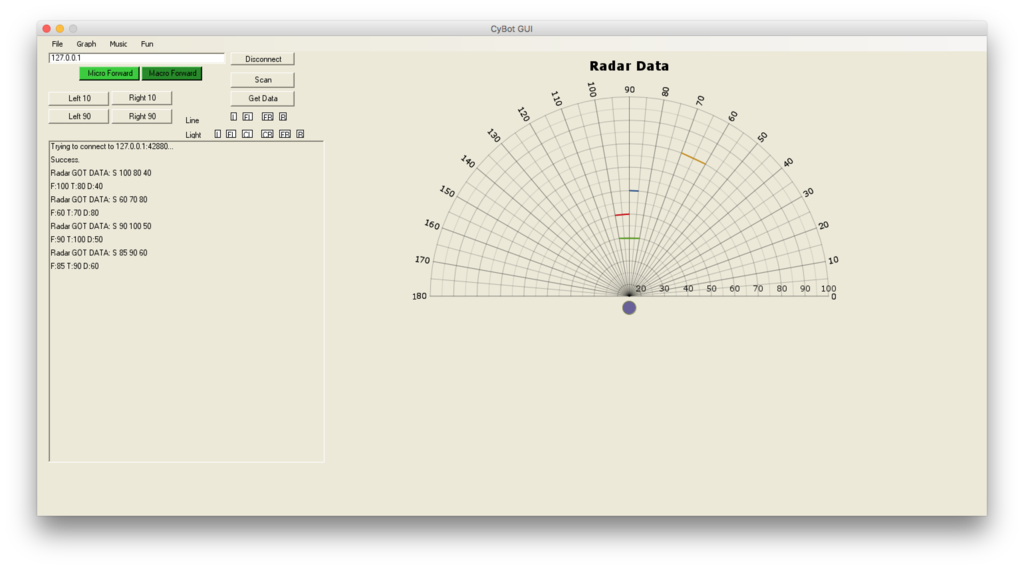 CyBot GUI
File Graph Music Fun
127.0.0.1
Disconnect
Micro Forward Macro Forward
Scan
Left 10 Right 10
Get Data
Left 90 Right 90
Line L FL FR R
Light FL CL CR FR R
Trying to connect to 127.0.0.1:42880...
Success.
Radar GOT DATA: S 100 80 40
F:100 T:80 D:40
Radar GOT DATA: S 60 70 80
F:60 T:70 D:80
Radar GOT DATA: S 90 100 50
F:90 T:100 D:50
Radar GOT DATA: S 85 90 60
F:85 T:90 D:60
Radar Data
180 170 160 150 140 130 120 110 100 90 80 70 60 50 40 30 20 10 0
20 30 40 50 60 70 80 90 100